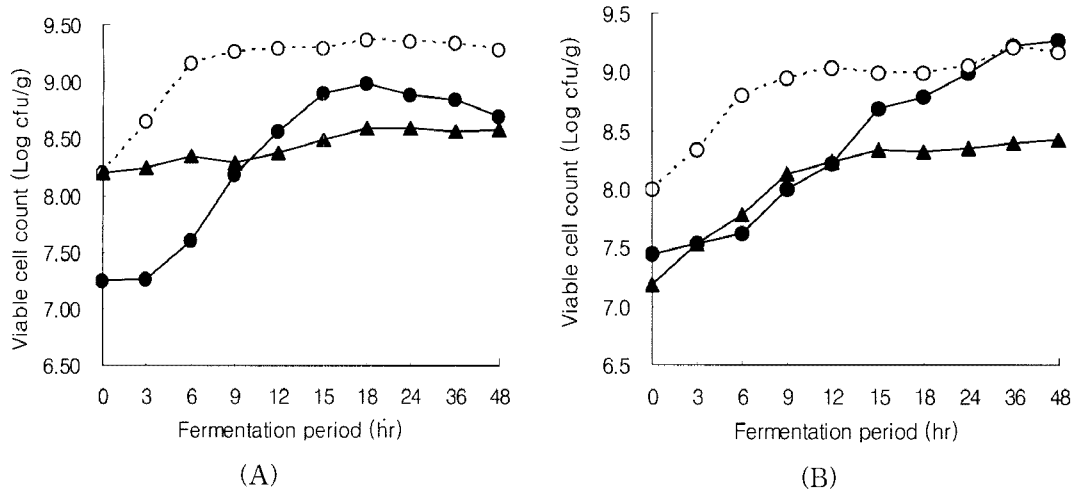 9.50
9.00
8.50
8.00
7.50
7.00
6.50
Viable cell count (Log cfu/g)
0 3 6 9 12 15 18 24 36 48
Fermentation period (hr)
(A)
9.5
9.0
8.5
8.0
7.5
7.0
6.5
Viable cell count (Log cfu/g)
0 3 6 9 12 15 18 24 36 48
Fermentation period (hr)
(B)